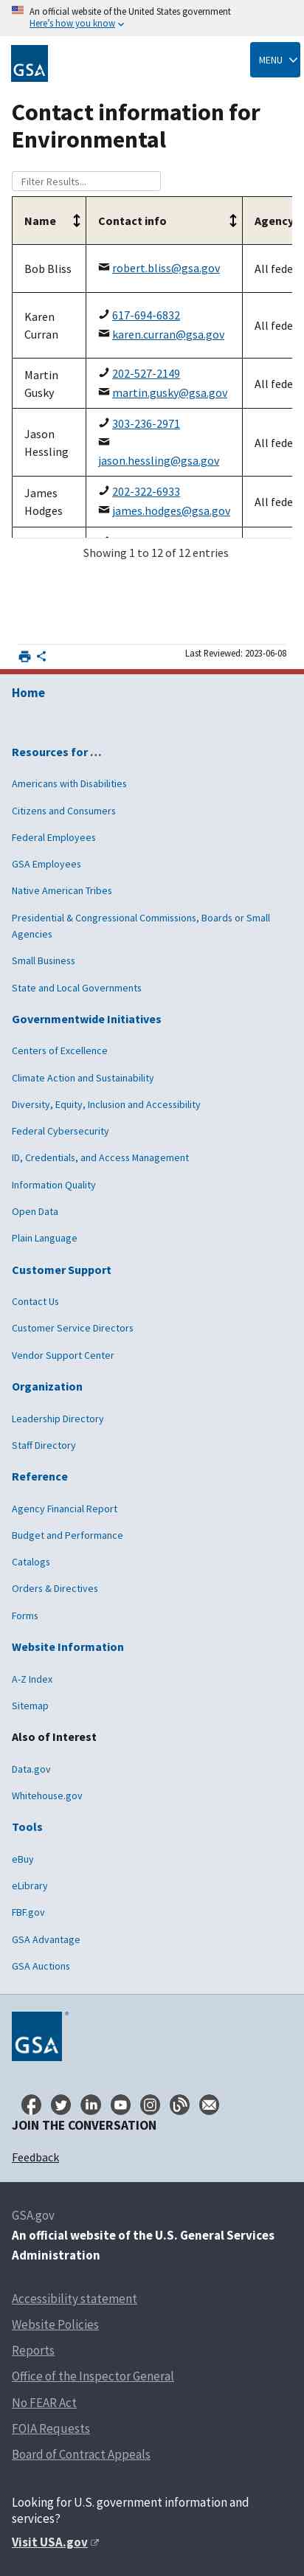 An official website of the United States government
Here's how you know
GSA
MENU
Contact information for
Environmental
Filter Results...
Name
Contact info
Agency
Bob Bliss
robert.bliss@gsa.gov
All fede
Karen
Curran
617-694-6832
karen.curran@gsa.gov
All fede
Martin
Gusky
202-527-2149
martin.gusky@gsa.gov
All fede
Jason
Hessling
303-236-2971
jason.hessling@gsa.gov
All fede
James
Hodges
202-322-6933
james.hodges@gsa.gov
All fede
Showing 1 to 12 of 12 entries
Last Reviewed: 2023-06-08
Home
Resources for …
Americans with Disabilities
Citizens and Consumers
Federal Employees
GSA Employees
Native American Tribes
Presidential & Congressional Commissions, Boards or Small
Agencies
Small Business
State and Local Governments
Governmentwide Initiatives
Centers of Excellence
Climate Action and Sustainability
Diversity, Equity, Inclusion and Accessibility
Federal Cybersecurity
ID, Credentials, and Access Management
Information Quality
Open Data
Plain Language
Customer Support
Contact Us
Customer Service Directors
Vendor Support Center
Organization
Leadership Directory
Staff Directory
Reference
Agency Financial Report
Budget and Performance
Catalogs
Orders & Directives
Forms
Website Information
A-Z Index
Sitemap
Also of Interest
Data.gov
Whitehouse.gov
Tools
eBuy
eLibrary
FBF.gov
GSA Advantage
GSA Auctions
GSA
JOIN THE CONVERSATION
Feedback
GSA.gov
An official website of the U.S. General Services
Administration
Accessibility statement
Website Policies
Reports
Office of the Inspector General
No FEAR Act
FOIA Requests
Board of Contract Appeals
Looking for U.S. government information and
services?
Visit USA.gov